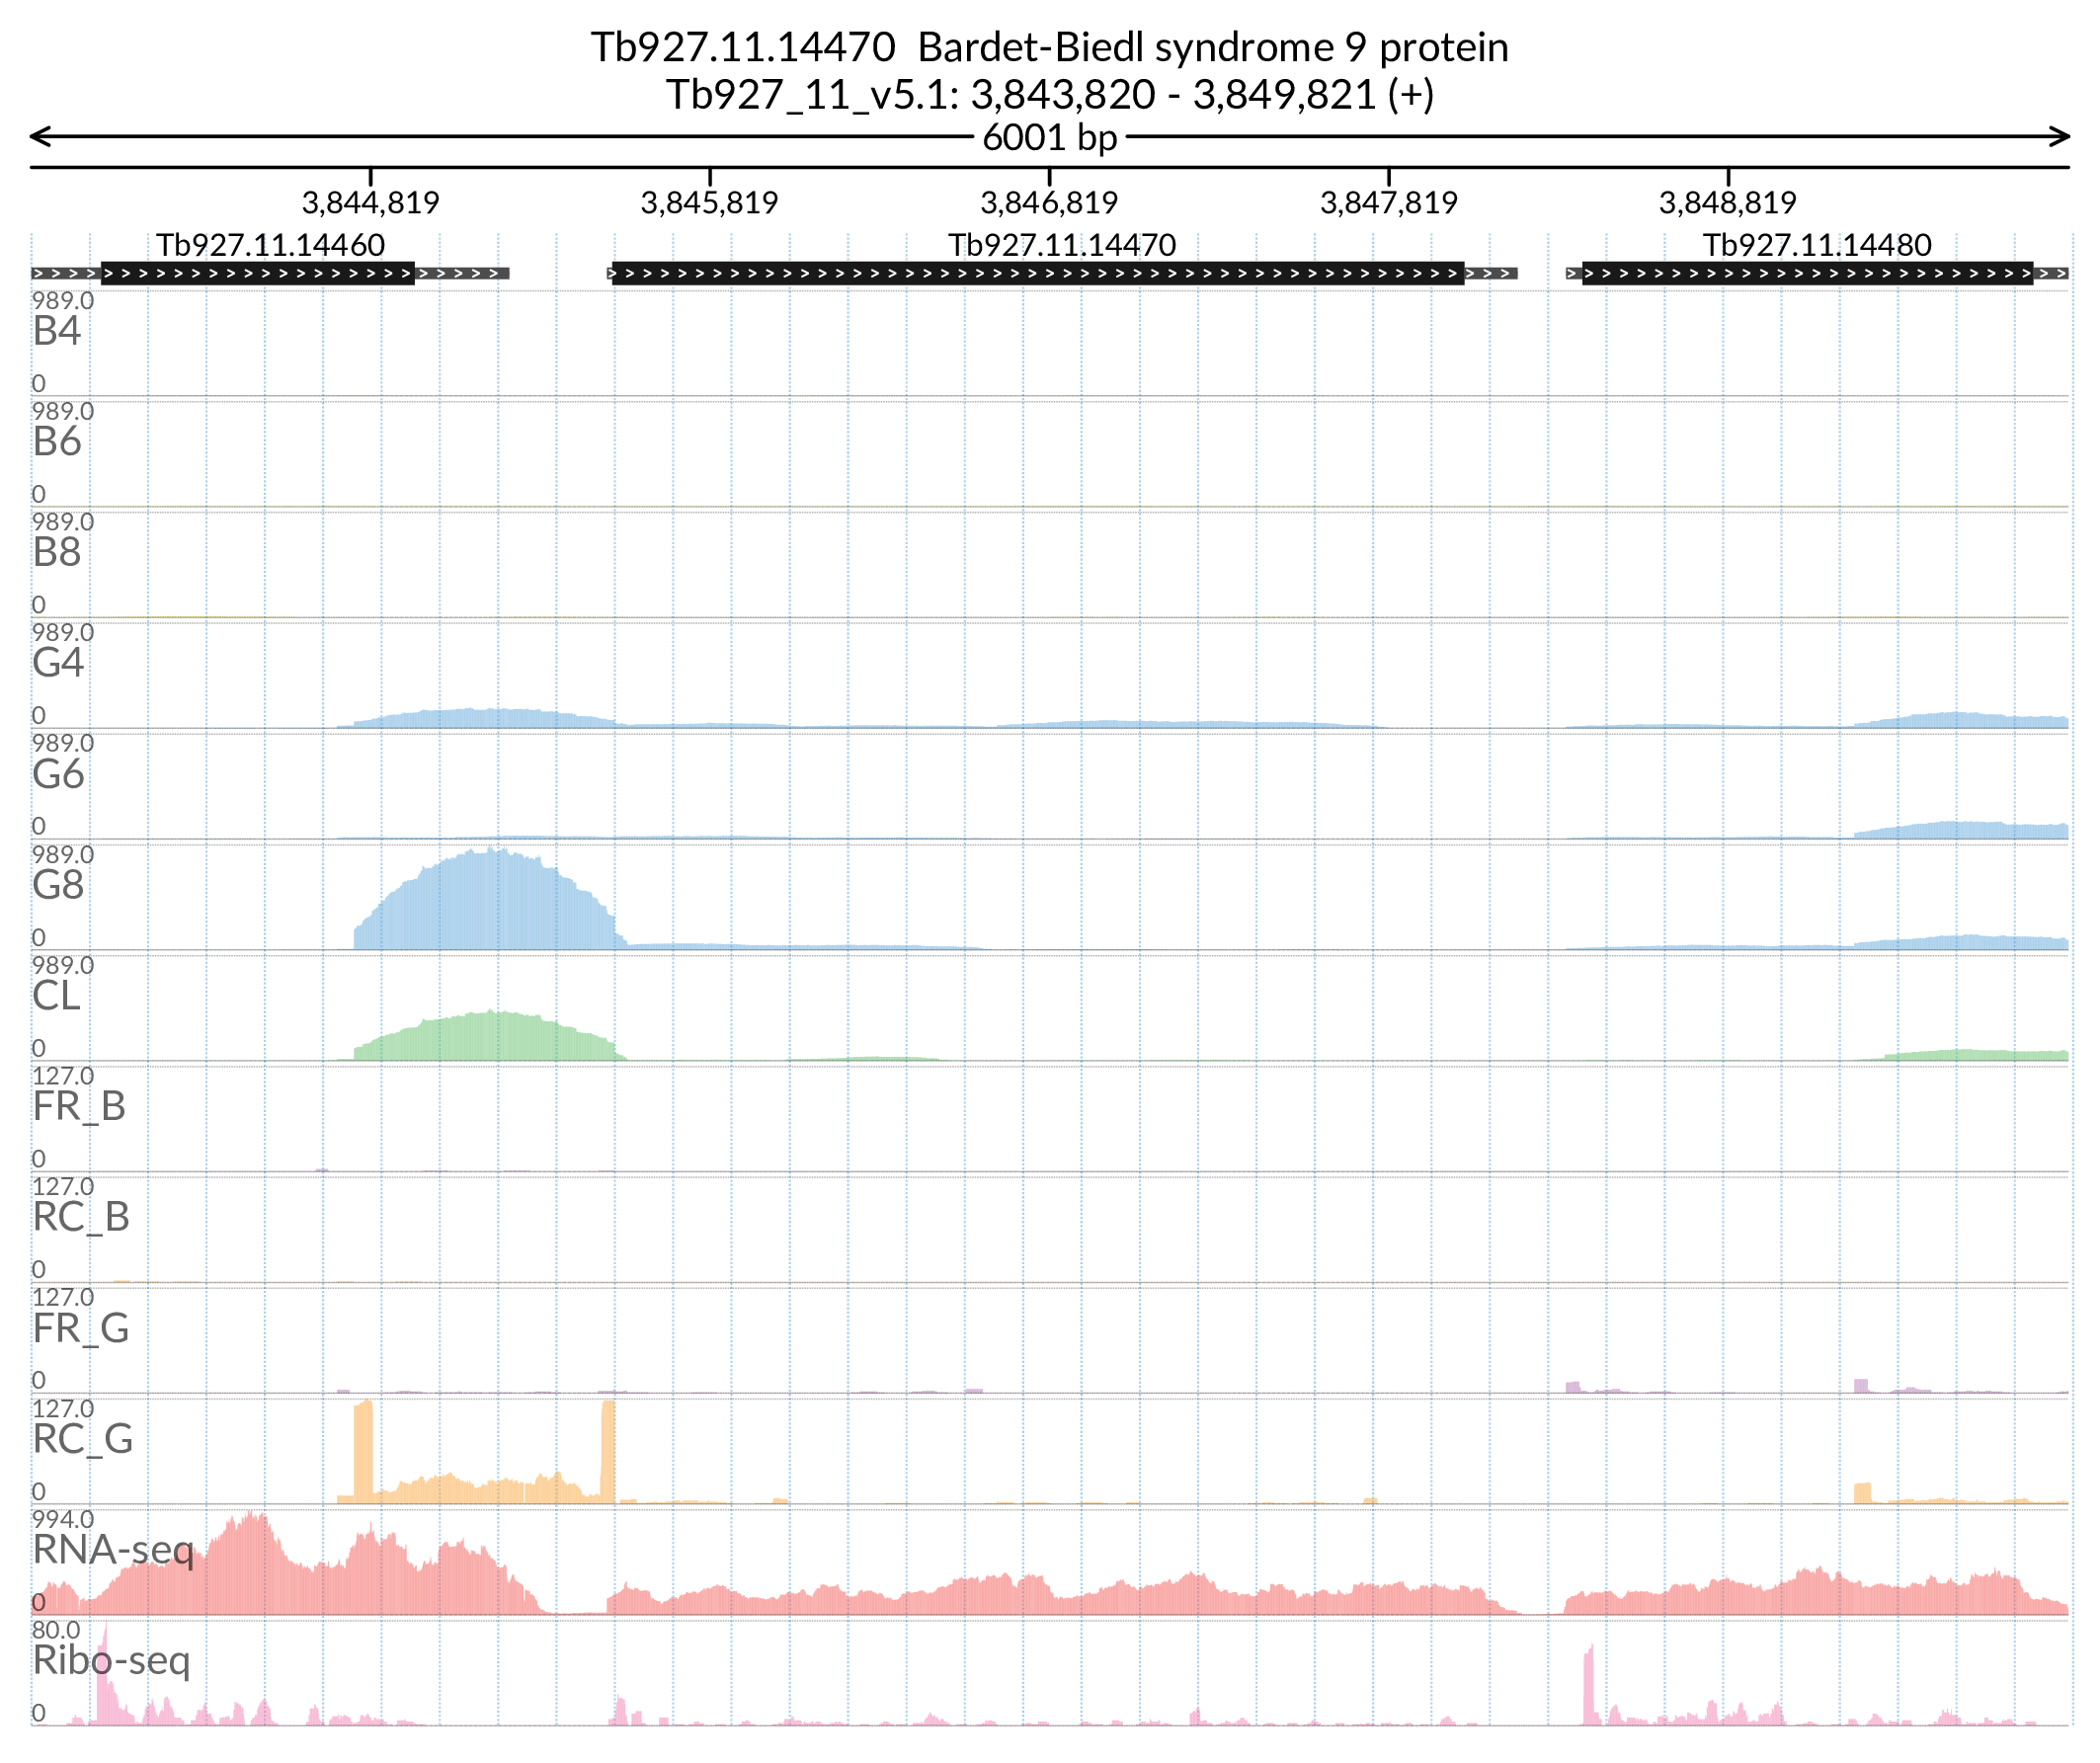 Tb927.11.14470  Bardet-Biedl syndrome 9 protein
Tb927_11_v5.1: 3,843,820 - 3,849,821 (+)
6001 bp
3,844,819 3,845,819 3,846,819 3,847,819 3,848,819
Tb927.11.14460 Tb927.11.14470 Tb927.11.14480
989.0
B4
0
989.0
B6
0
989.0
B8
0
989.0
G4
0
989.0
G6
0
989.0
G8
0
989.0
CL
0
127.0
FR_B
0
127.0
RC_B
0
127.0
FR_G
0
127.0
RC_G
0
994.0
RNA-seq
0
80.0
Ribo-seq
0